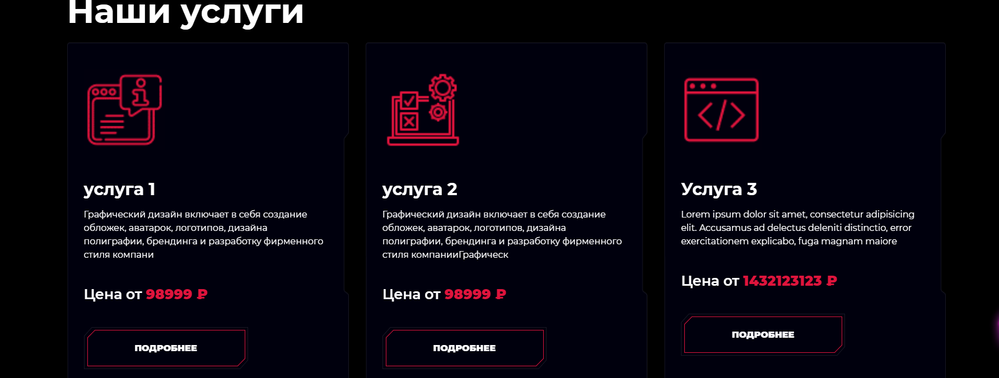 Наши услуги
услуга 1
Графический дизайн включает в себя создание
обложек, аватарок, логотипов, дизайна
полиграфии, брендинга и разработку фирменного
стиля компани
Цена от 98999 ₽
ПОДРОБНЕЕ
услуга 2
Графический дизайн включает в себя создание
обложек, аватарок, логотипов, дизайна
полиграфии, брендинга и разработку фирменного
стиля компанииГрафическ
Цена от 98999 ₽
ПОДРОБНЕЕ
Услуга 3
Lorem ipsum dolor sit amet, consectetur adipisicing
elit. Accusamus ad delectus deleniti distinctio, error
exercitationem explicabo, fuga magnam maiore
Цена от 1432123123 ₽
ПОДРОБНЕЕ